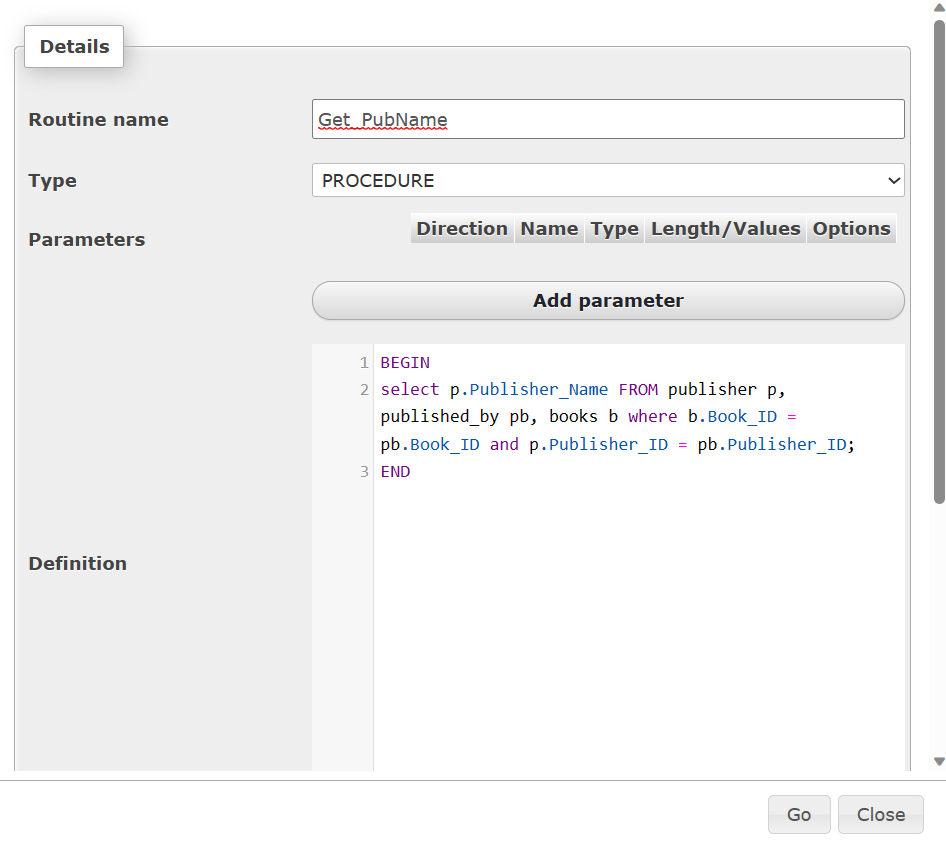 Details
Routine name
Get_PubName
Type
PROCEDURE
Parameters
Direction Name Type Length/Values Options
Add parameter
Definition
1 BEGIN
2 select p.Publisher_Name FROM publisher p,
published_by pb, books b where b.Book_ID =
pb.Book_ID and p.Publisher_ID = pb.Publisher_ID;
3 END
Go
Close